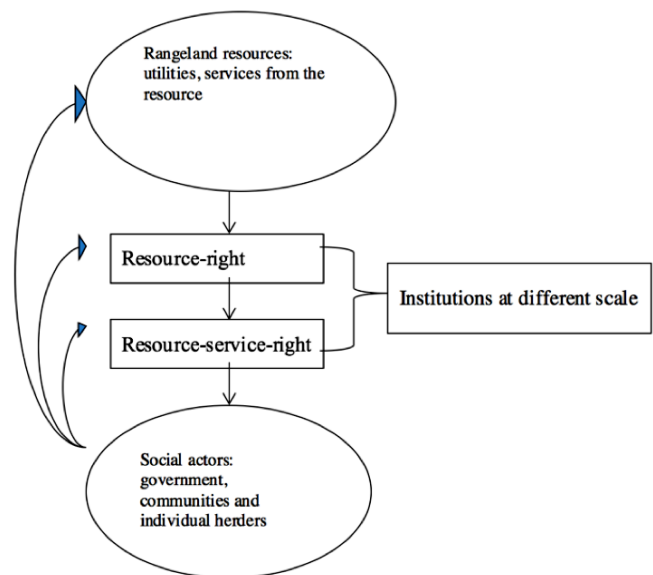 Rangeland resources:
utilities, services from the
resource
Resource-right
Institutions at different scale
Resource-service-right
Social actors:
government,
communities and
individual herders